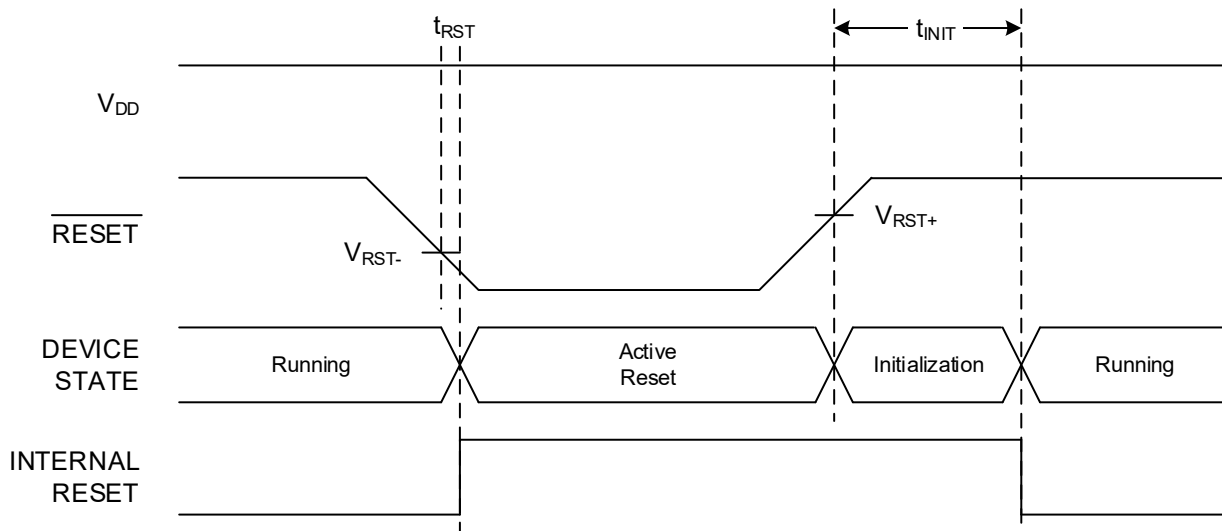 tRST
tINIT
VDD
RESET
VRST-
VRST+
DEVICE
STATE
Running
Active
Reset
Initialization
Running
INTERNAL
RESET